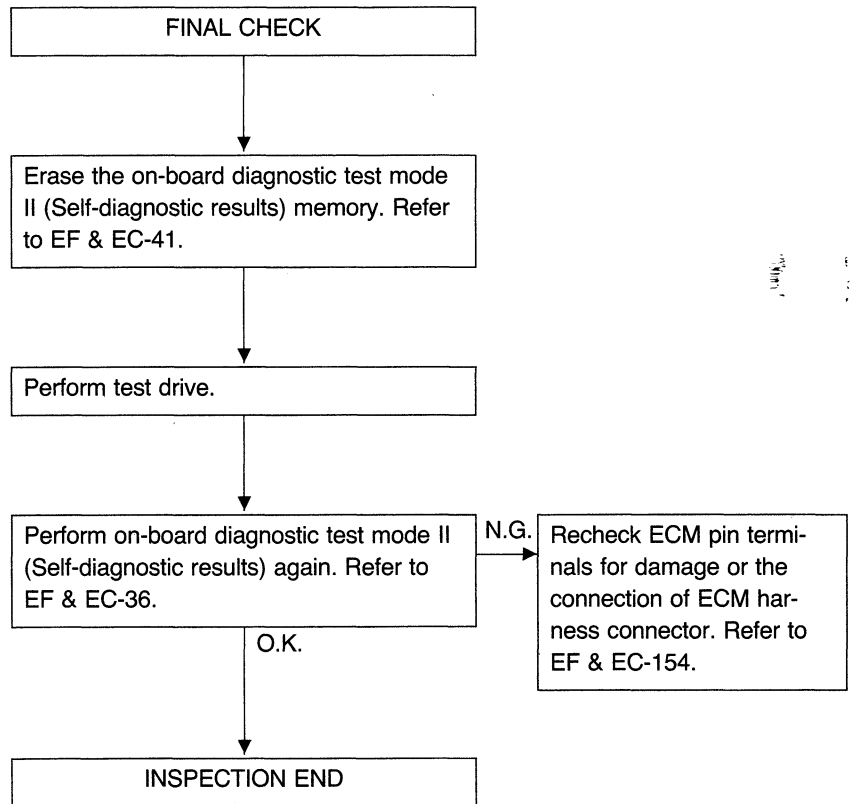 FINAL CHECK
Erase the on-board diagnostic test mode
II (Self-diagnostic results) memory. Refer
to EF & EC-41.
Perform test drive.
Perform on-board diagnostic test mode II
(Self-diagnostic results) again. Refer to
EF & EC-36.
N.G.
Recheck ECM pin termi-
nals for damage or the
connection of ECM har-
ness connector. Refer to
EF & EC-154.
O.K.
INSPECTION END